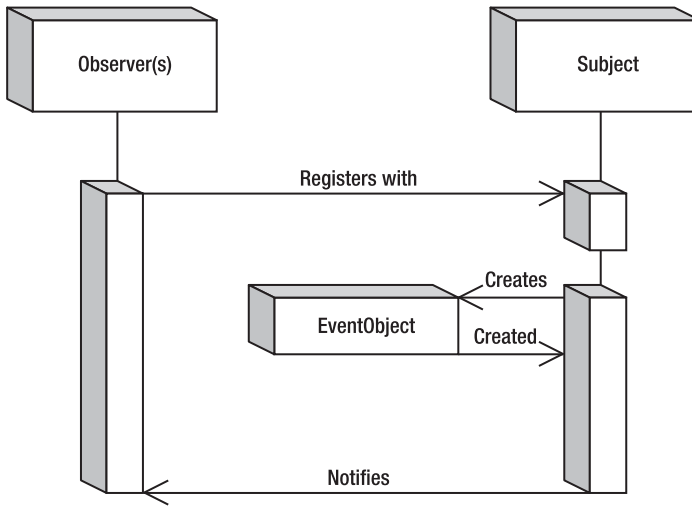 Observer(s)
Subject
Registers with
Creates
EventObject
Created
Notifies